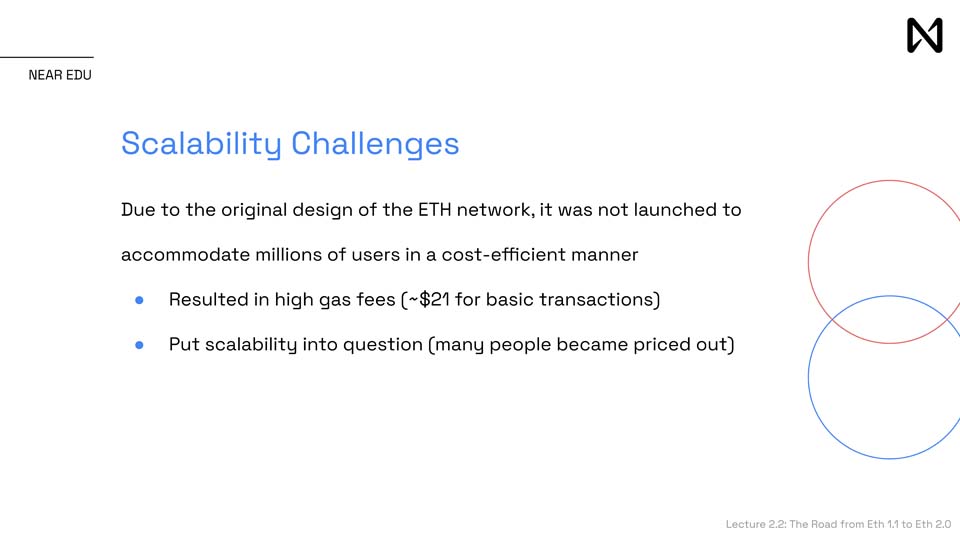 NEAR EDU
Scalability Challenges
Due to the original design of the ETH network, it was not launched to
accommodate millions of users in a cost-efficient manner
● Resulted in high gas fees (~$21 for basic transactions)
● Put scalability into question (many people became priced out)
Lecture 2.2: The Road from Eth 1.1 to Eth 2.0